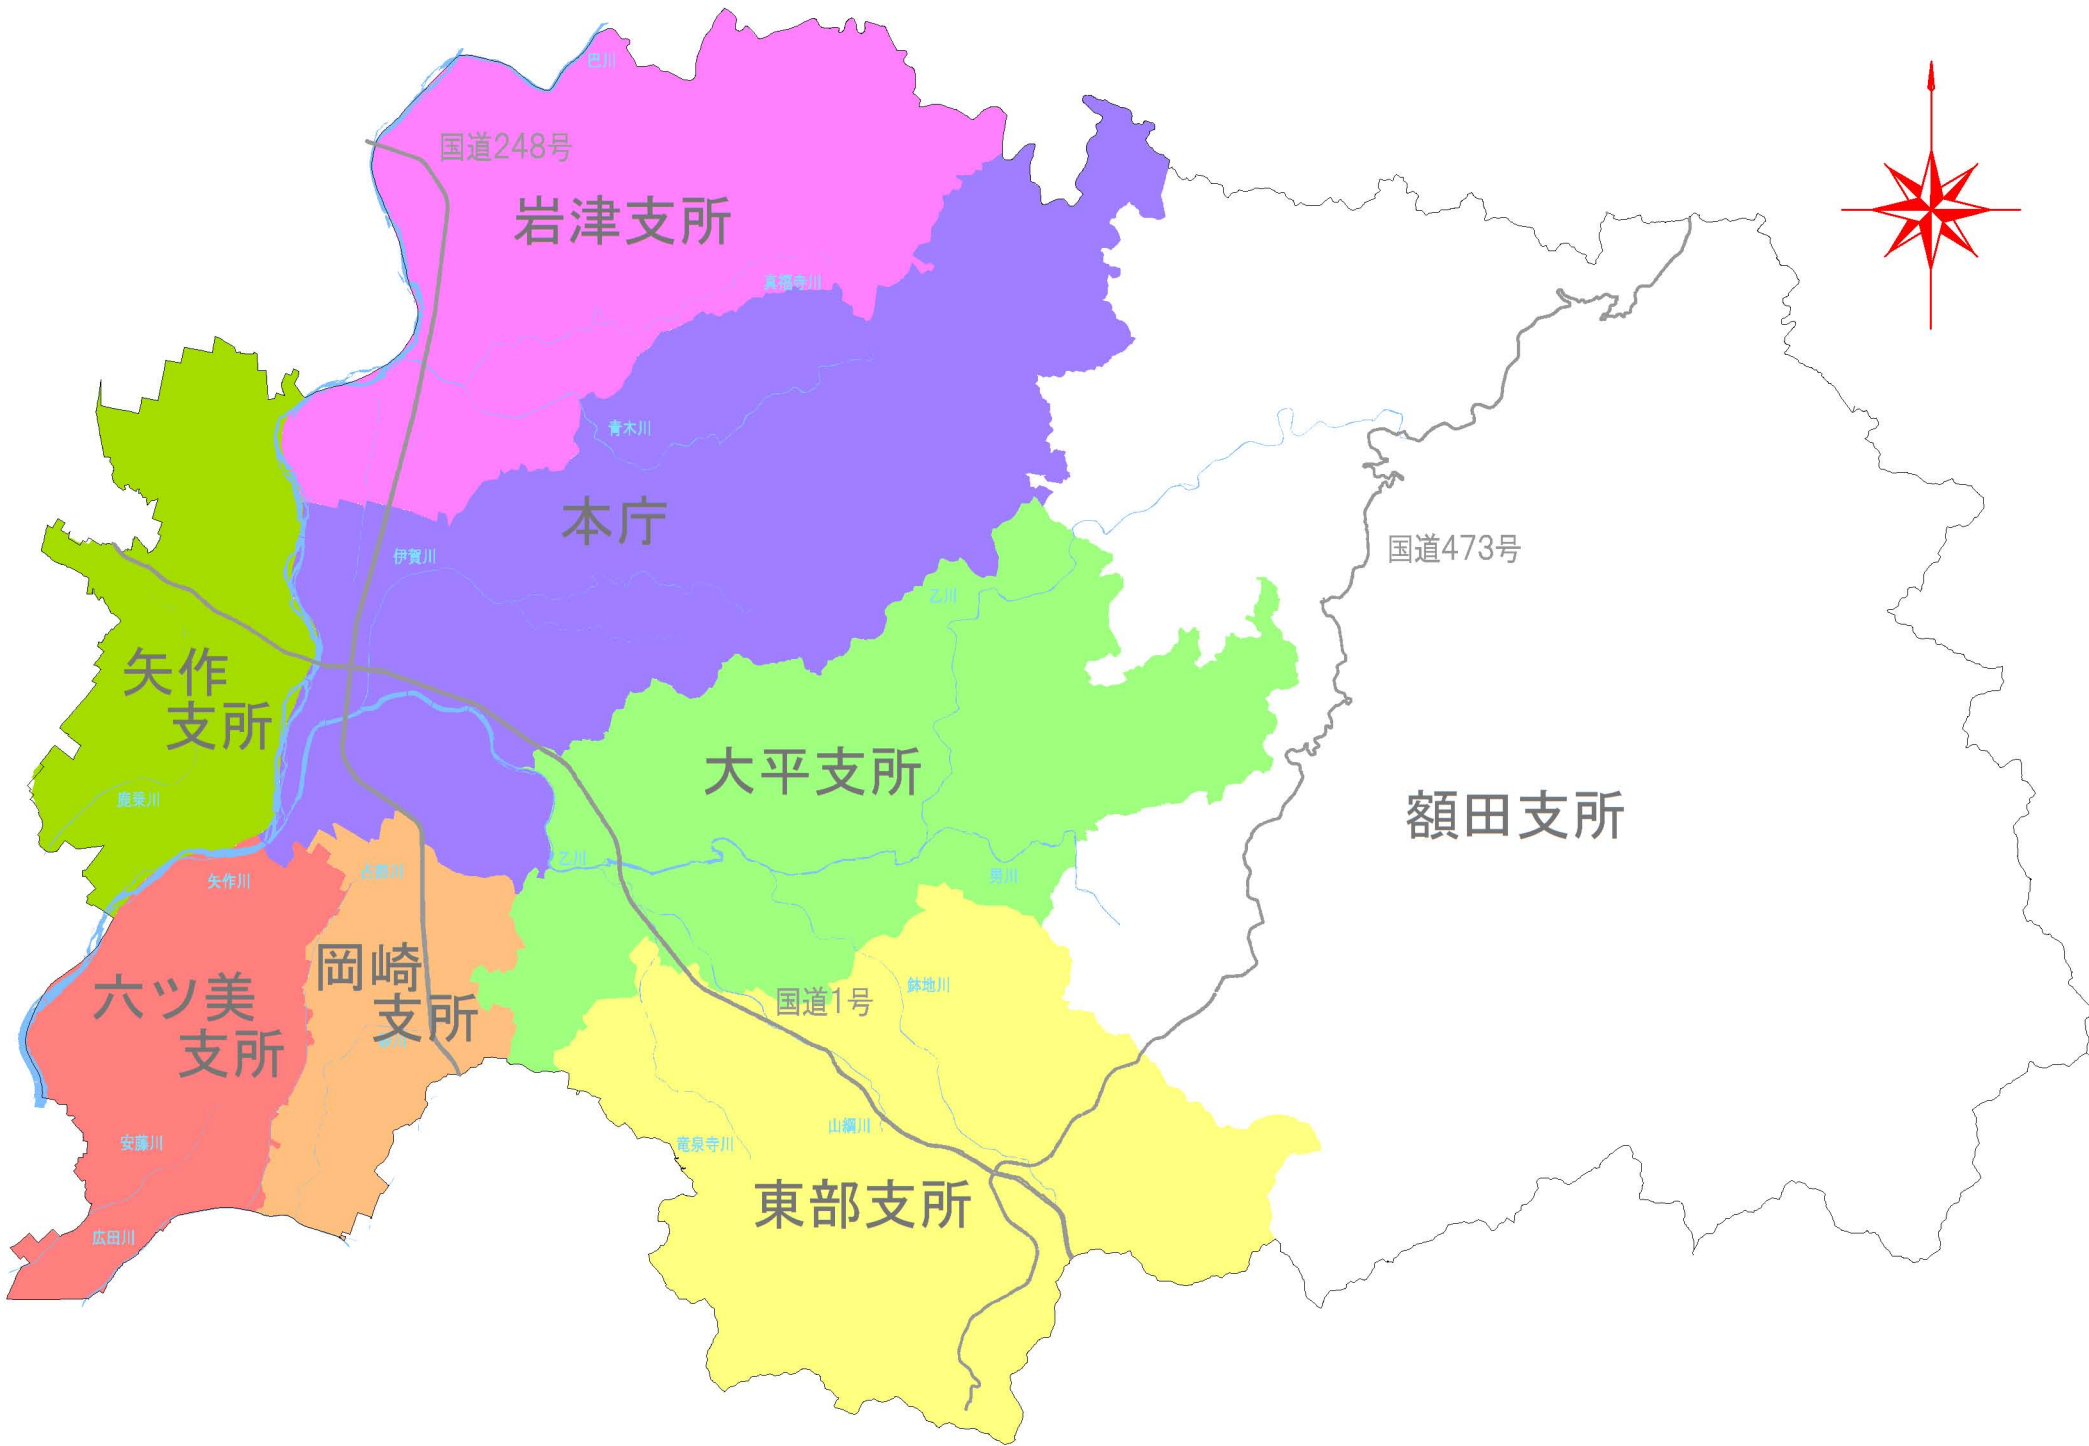 巴川
国道248号
岩津支所
真福寺川
青木川
本庁
伊賀川
国道473号
乙川
矢作
支所
大平支所
鹿乗川
額田支所
乙川
矢作川
占部川
男川
岡崎
支所
六ツ美
支所
国道1号
鉢地川
安藤川
竜泉寺川
山綱川
東部支所
広田川